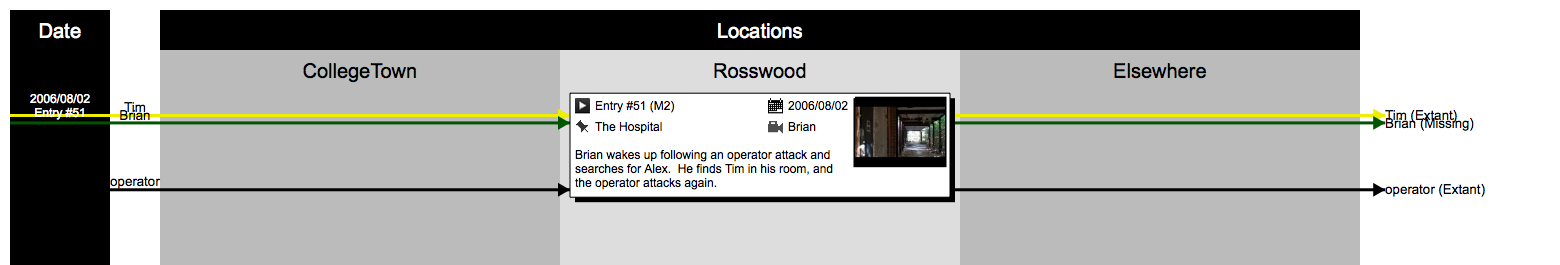 Date
Locations
CollegeTown
Rosswood
Elsewhere
2006/08/02
Entry #51
Tim
Brian
operator
Entry #51 (M2)
2006/08/02
The Hospital
Brian
Brian wakes up following an operator attack and
searches for Alex.  He finds Tim in his room, and
the operator attacks again.
Tim (Extant)
Brian (Missing)
operator (Extant)